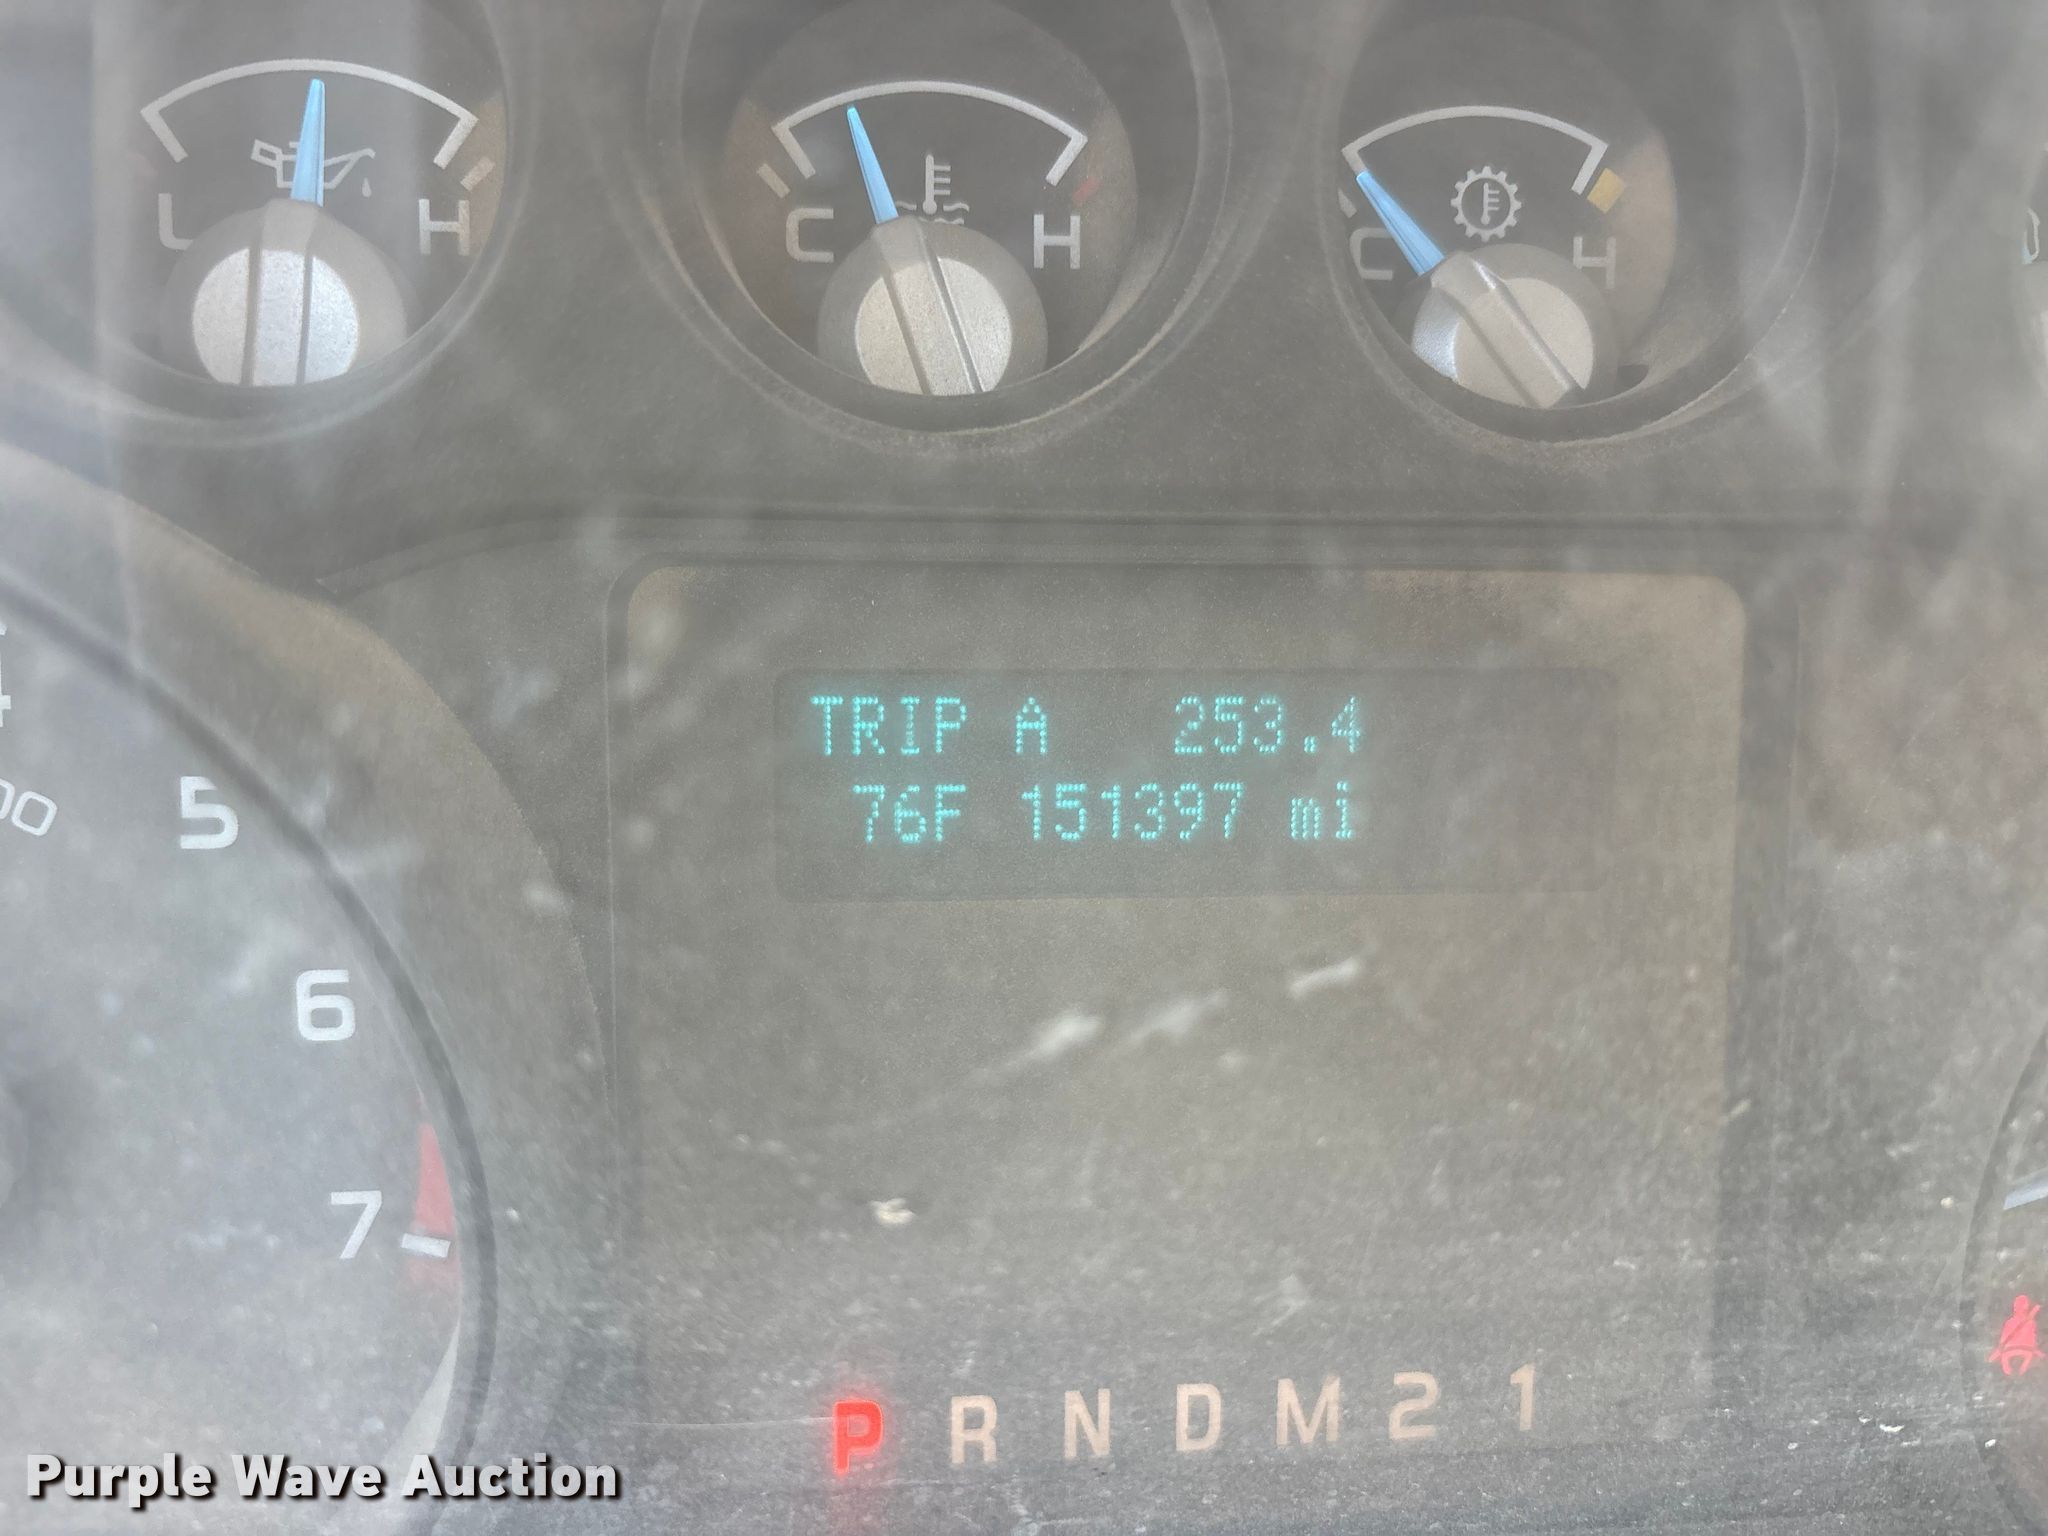 L H
C H
C H
TRIP A 253.4
76F 151397 mi
5
6
7
P R N D M 2 1
Purple Wave Auction